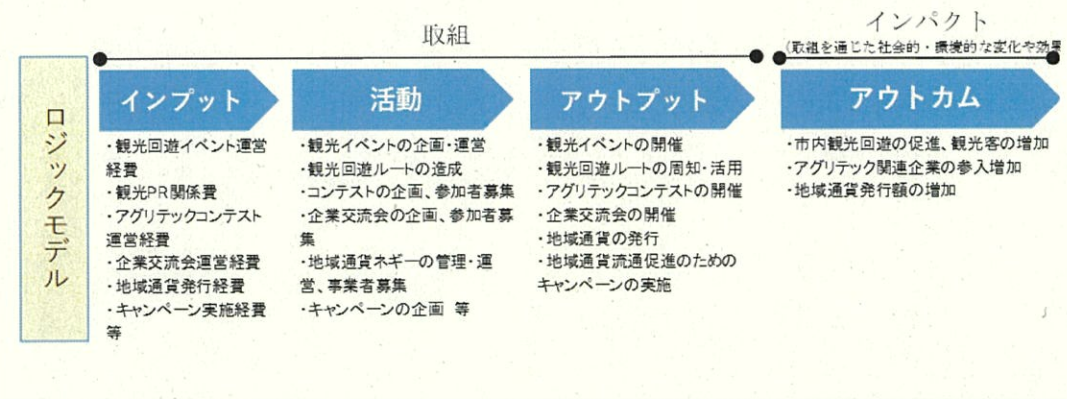 取組
インパクト
(取組を通じた社会的・環境的な変化や効果
ロジックモデル
インプット
・観光回遊イベント運営
経費
・観光PR関係費
・アグリテックコンテスト
運営経費
・企業交流会運営経費
・地域通貨発行経費
・キャンペーン実施経費
等
活動
・観光イベントの企画・運営
・観光回遊ルートの造成
・コンテストの企画、参加者募集
・企業交流会の企画、参加者募
集
・地域通貨ネギーの管理・運
営、事業者募集
・キャンペーンの企画 等
アウトプット
・観光イベントの開催
・観光回遊ルートの周知・活用
・アグリテックコンテストの開催
・企業交流会の開催
・地域通貨の発行
・地域通貨流通促進のための
キャンペーンの実施
アウトカム
・市内観光回遊の促進、観光客の増加
・アグリテック関連企業の参入増加
・地域通貨発行額の増加